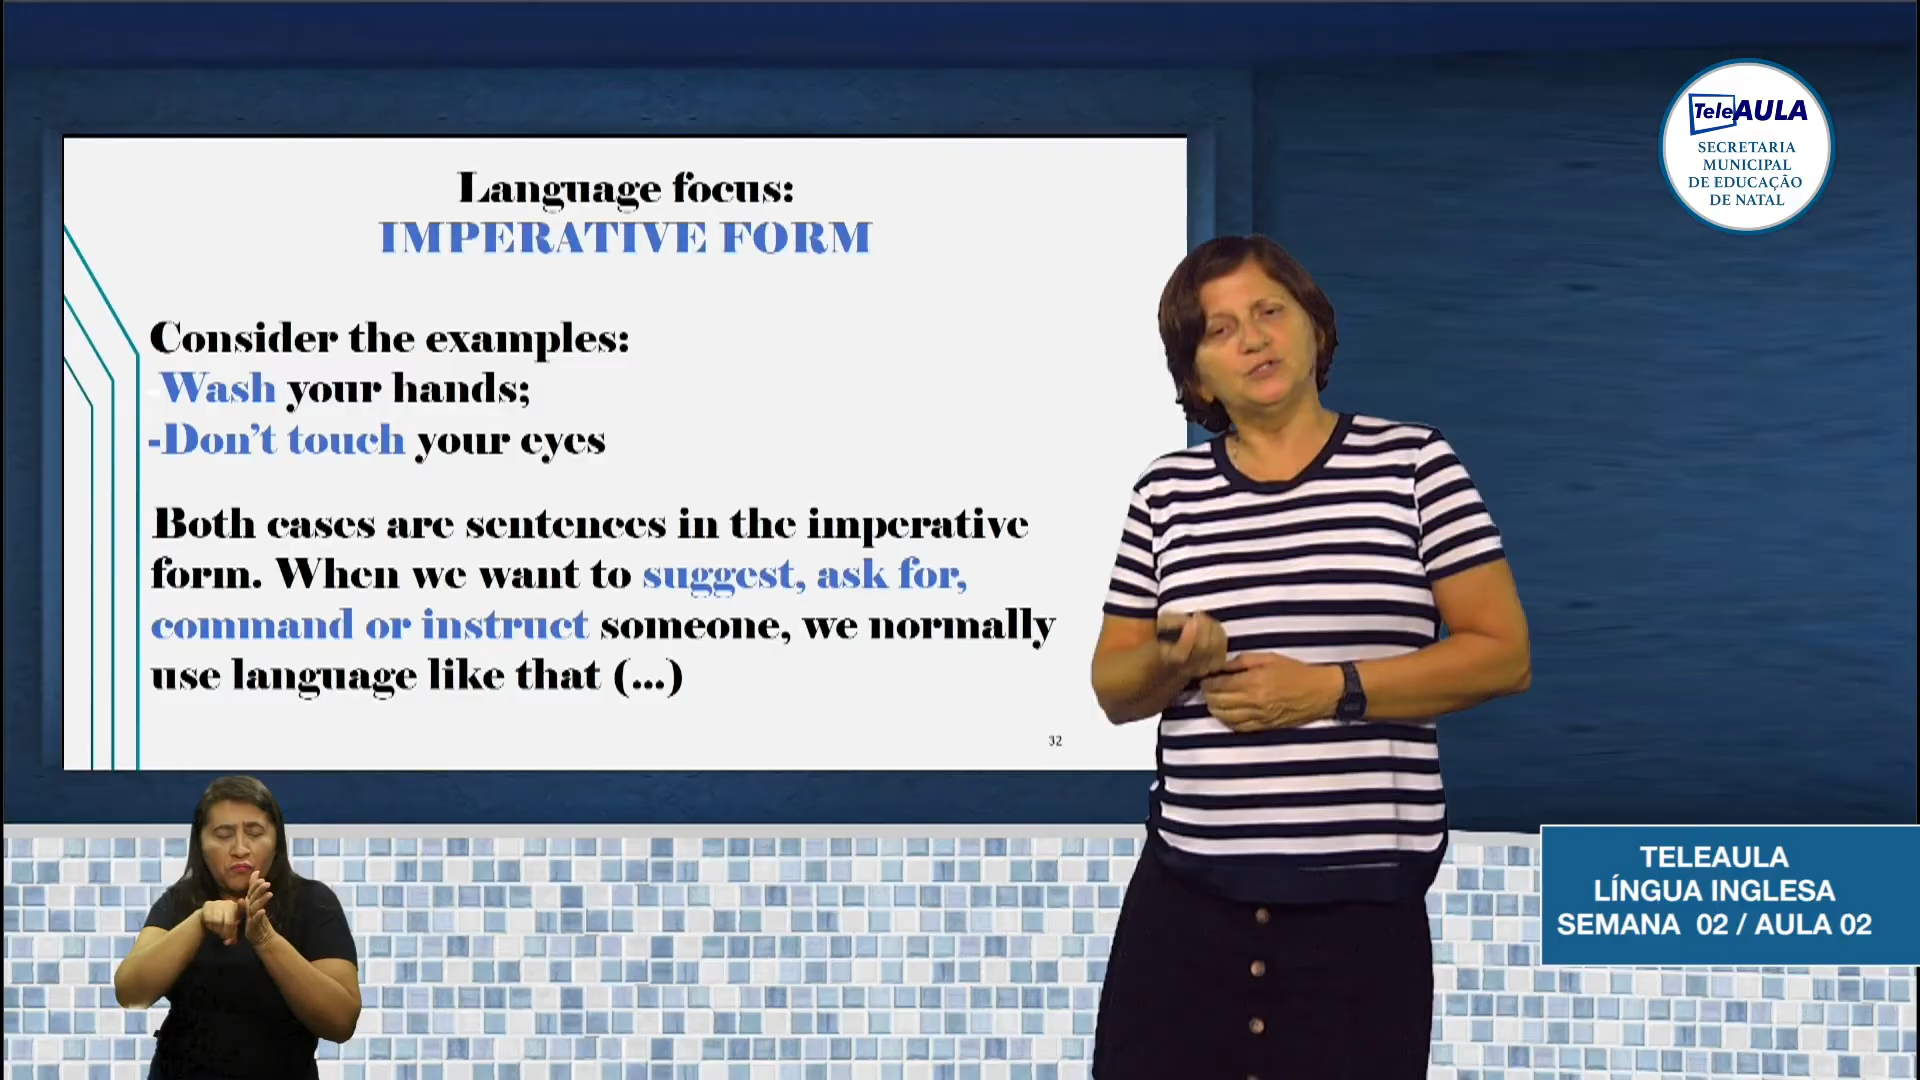 Language focus:
IMPERATIVE FORM
Consider the examples:
-Wash your hands;
-Don't touch your eyes
Both cases are sentences in the imperative
form. When we want to suggest, ask for,
command or instruct someone, we normally
use language like that (...)
32
TeleAULA
SECRETARIA
MUNICIPAL
DE EDUCAÇÃO
DE NATAL
TELEAULA
LÍNGUA INGLESA
SEMANA 02 / AULA 02